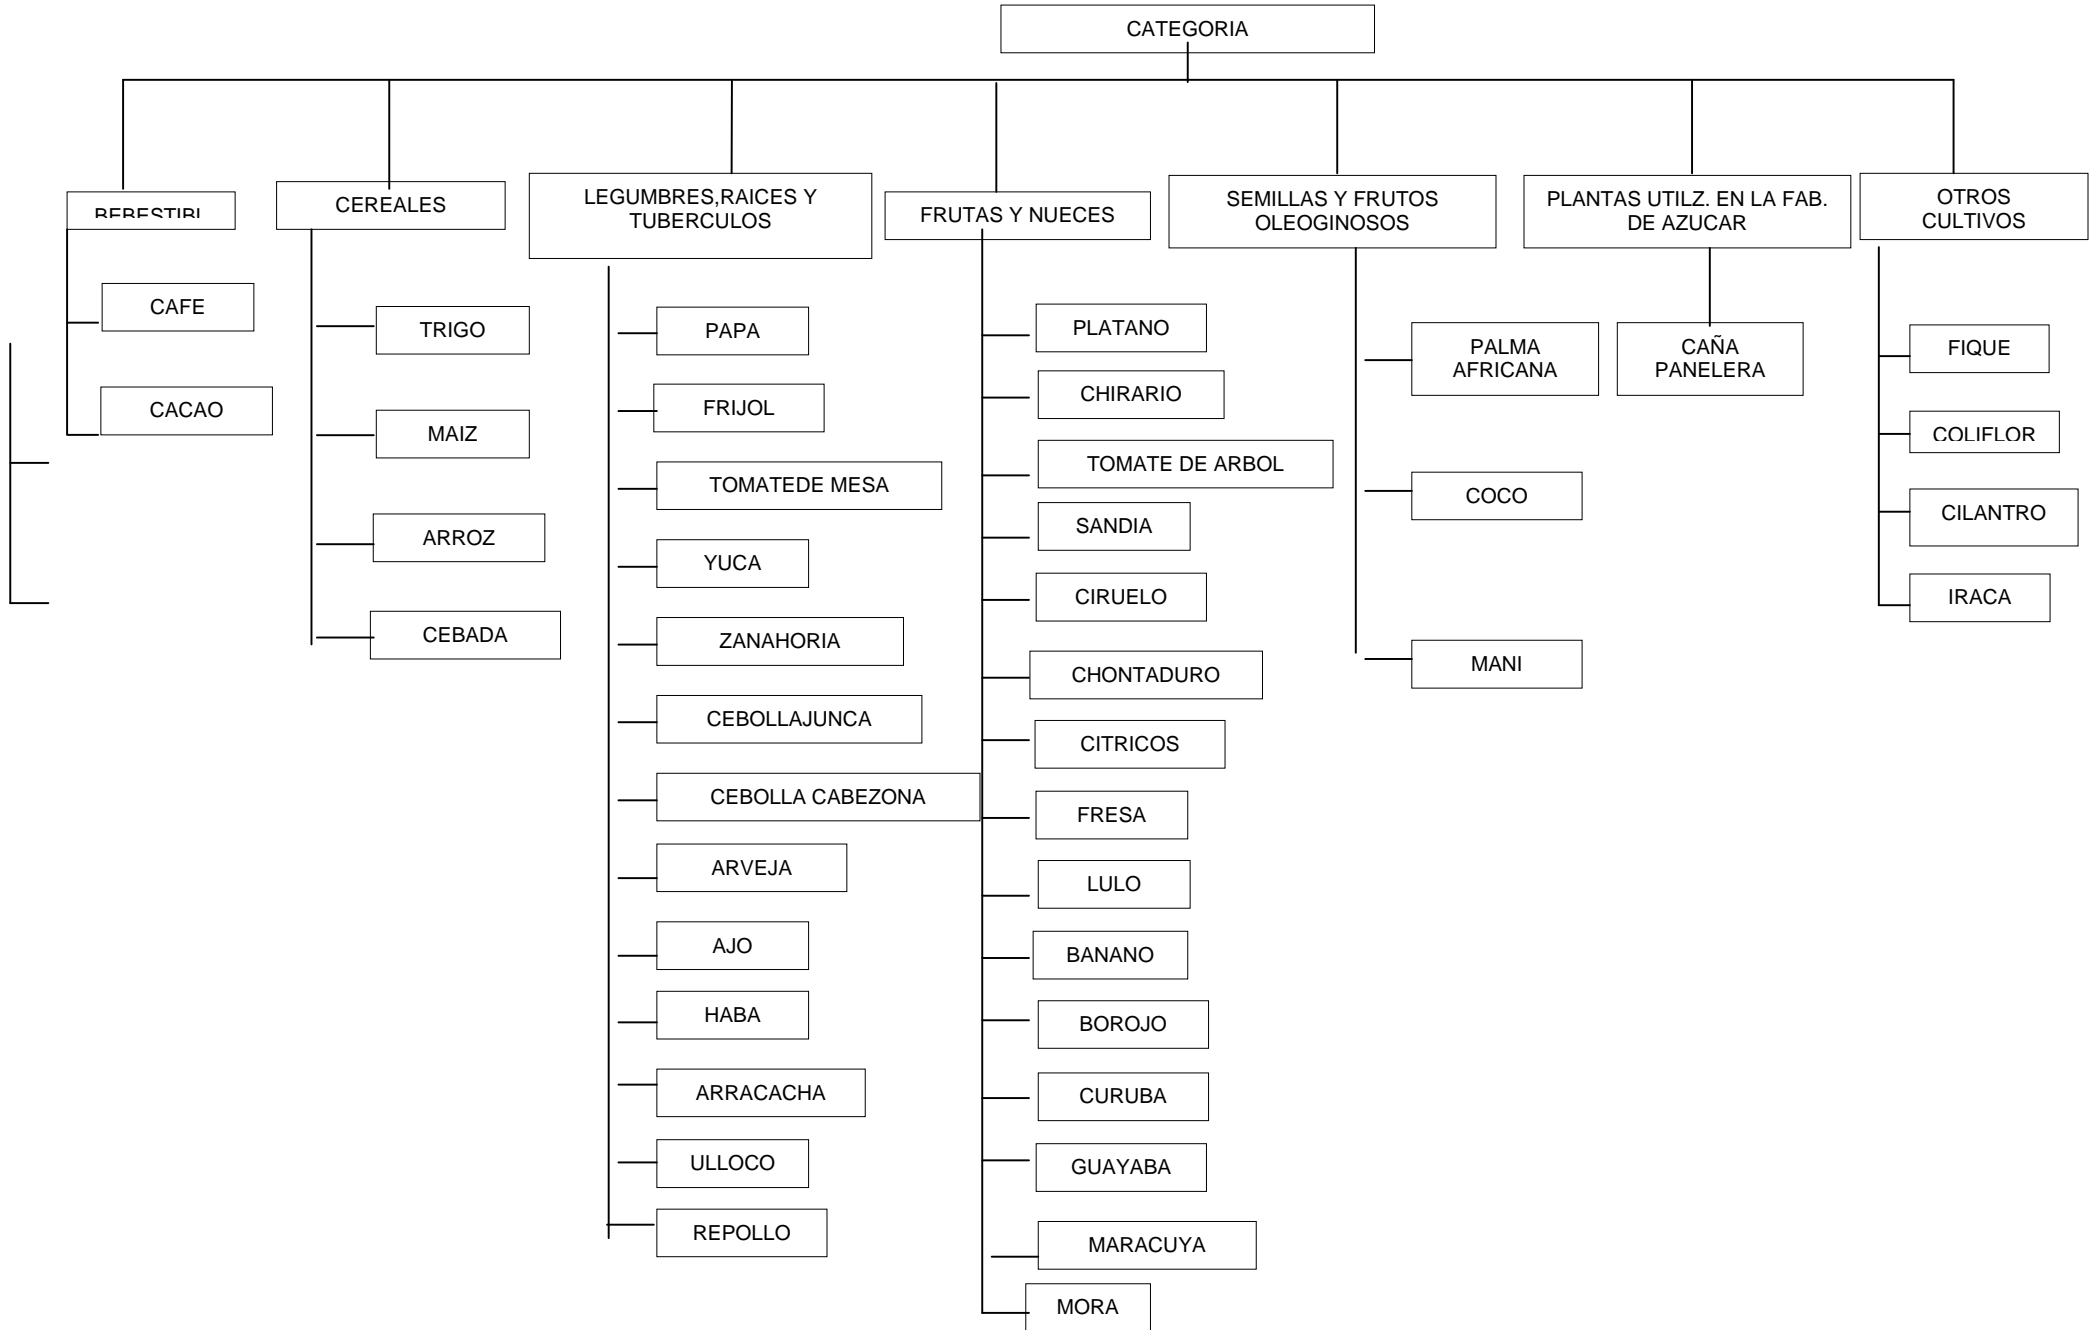 CATEGORIA
BEBESTIBL
CEREALES
LEGUMBRES,RAICES Y
TUBERCULOS
FRUTAS Y NUECES
SEMILLAS Y FRUTOS
OLEOGINOSOS
PLANTAS UTILZ. EN LA FAB.
DE AZUCAR
OTROS
CULTIVOS
CAFE
CACAO
TRIGO
MAIZ
ARROZ
CEBADA
PAPA
FRIJOL
TOMATEDE MESA
YUCA
ZANAHORIA
CEBOLLAJUNCA
CEBOLLA CABEZONA
ARVEJA
AJO
HABA
ARRACACHA
ULLOCO
REPOLLO
PLATANO
CHIRARIO
TOMATE DE ARBOL
SANDIA
CIRUELO
CHONTADURO
CITRICOS
FRESA
LULO
BANANO
BOROJO
CURUBA
GUAYABA
MARACUYA
MORA
PALMA
AFRICANA
COCO
MANI
CAÑA
PANELERA
FIQUE
COLIFLOR
CILANTRO
IRACA